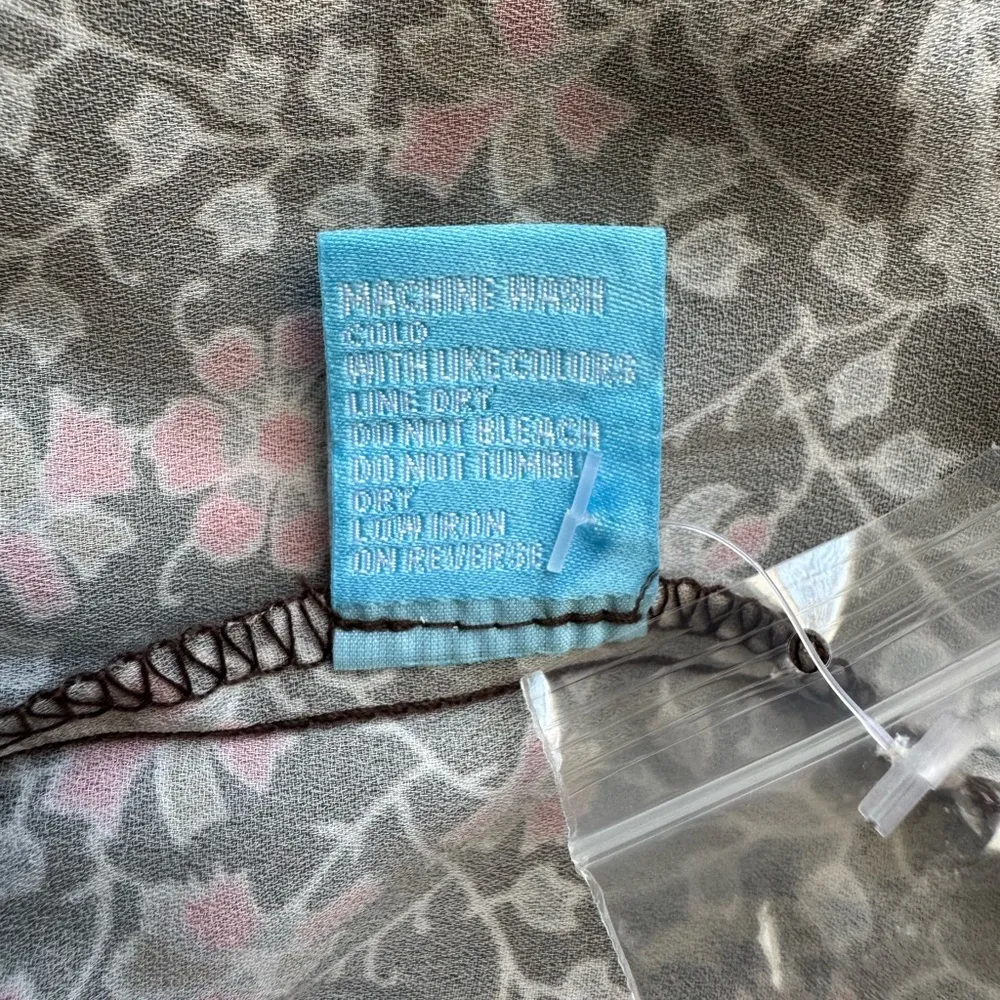 MACHINE WASH
COLD
WITH LIKE COLORS
LINE DRY
DO NOT BLEACH
DO NOT TUMBLE
DRY
LOW IRON
ON REVERSE